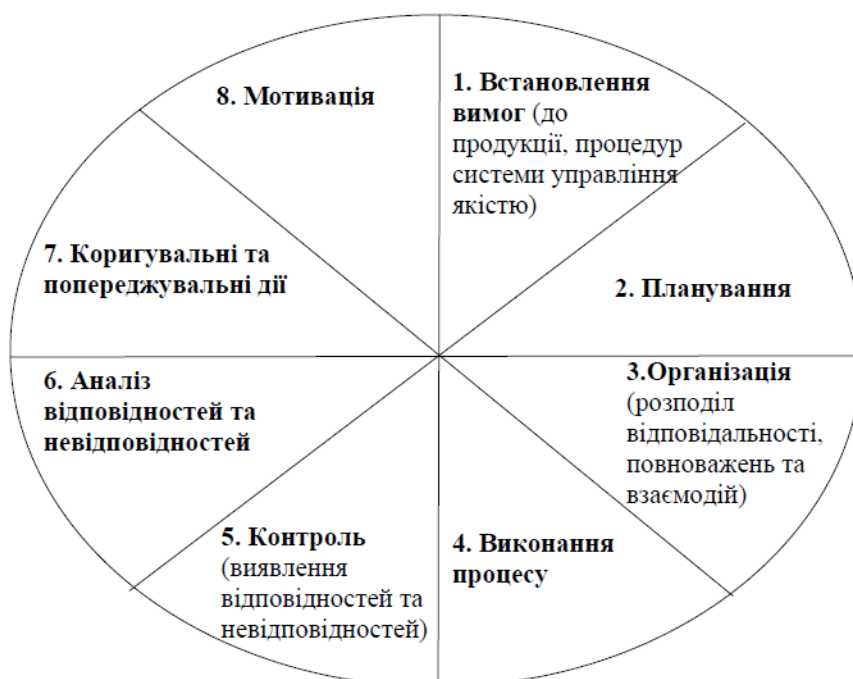 1. Встановлення
вимог (до
продукції, процедур
системи управління
якістю)
2. Планування
3.Організація
(розподіл
відповідальності,
повноважень та
взаємодій)
4. Виконання
процесу
5. Контроль
(виявлення
відповідностей та
невідповідностей)
6. Аналіз
відповідностей та
невідповідностей
7. Коригувальні та
попереджувальні дії
8. Мотивація